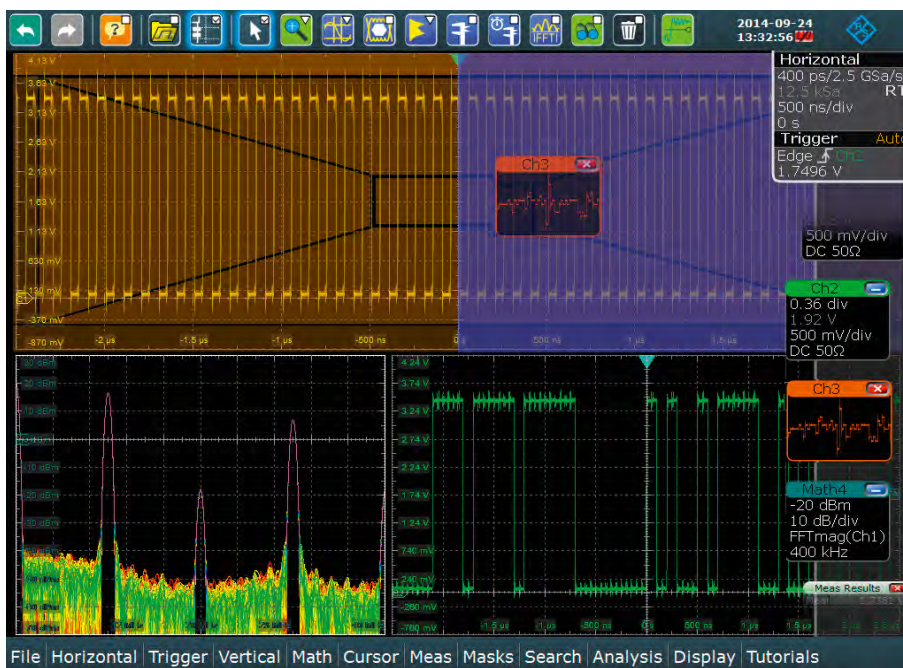 2014-09-24
13:32:56
?
IFFT
Horizontal
400 ps/2.5 GSa/s
12.5 kSa RT
500 ns/div
0 s
Trigger Auto
Edge Ch2
1.7496 V
4.13 V
3.63 V
3.13 V
2.63 V
2.13 V
1.63 V
1.13 V
630 mV
130 mV
-370 mV
-870 mV
-2 µs
-1.5 µs
-1 µs
-500 ns
0 s
500 ns
1 µs
1.5 µs
Ch3
500 mV/div
DC 50Ω
Ch2
0.36 div
1.92 V
500 mV/div
DC 50Ω
Ch3
Math4
-20 dBm
10 dB/div
FFTmag(Ch1)
400 kHz
Meas Results
4.24 V
3.74 V
3.24 V
2.74 V
2.24 V
1.74 V
1.24 V
740 mV
240 mV
-260 mV
-760 mV
-1.5 µs
-1 µs
-500 ns
0 s
500 ns
1 µs
1.5 µs
File Horizontal Trigger Vertical Math Cursor Meas Masks Search Analysis Display Tutorials